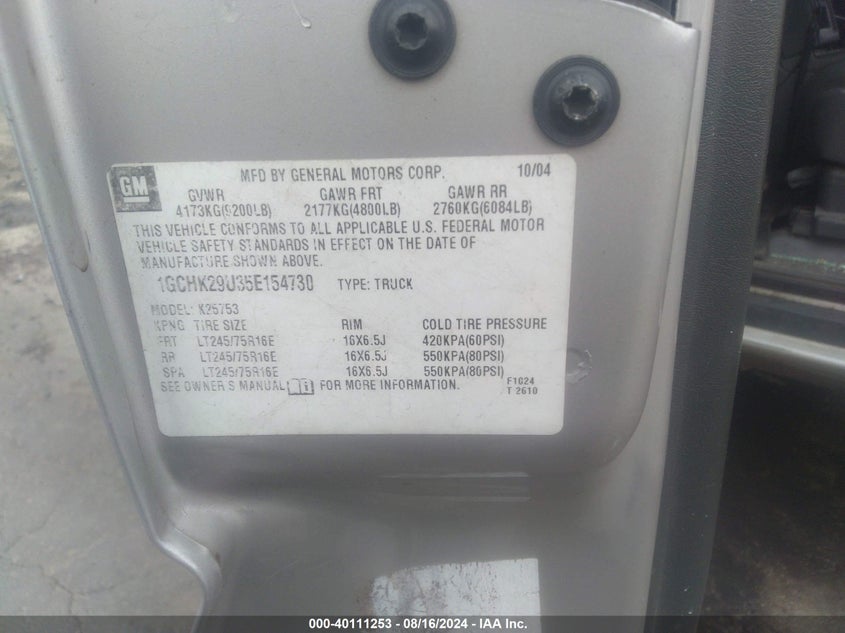 GM
MFD BY GENERAL MOTORS CORP. 10/04
GVWR GAWR FRT GAWR RR
4173KG(9200LB) 2177KG(4800LB) 2760KG(6084LB)
THIS VEHICLE CONFORMS TO ALL APPLICABLE U.S. FEDERAL MOTOR
VEHICLE SAFETY STANDARDS IN EFFECT ON THE DATE OF
MANUFACTURE SHOWN ABOVE.
1GCHK29U35E154730 TYPE: TRUCK
MODEL: K25753
KPNG TIRE SIZE RIM COLD TIRE PRESSURE
FRT LT245/75R16E 16X6.5J 420KPA(60PSI)
RR LT245/75R16E 16X6.5J 550KPA(80PSI)
SPA LT245/75R16E 16X6.5J 550KPA(80PSI)
SEE OWNER'S MANUAL FOR MORE INFORMATION.
F1024
T 2610
000-40111253 - 08/16/2024 - IAA Inc.